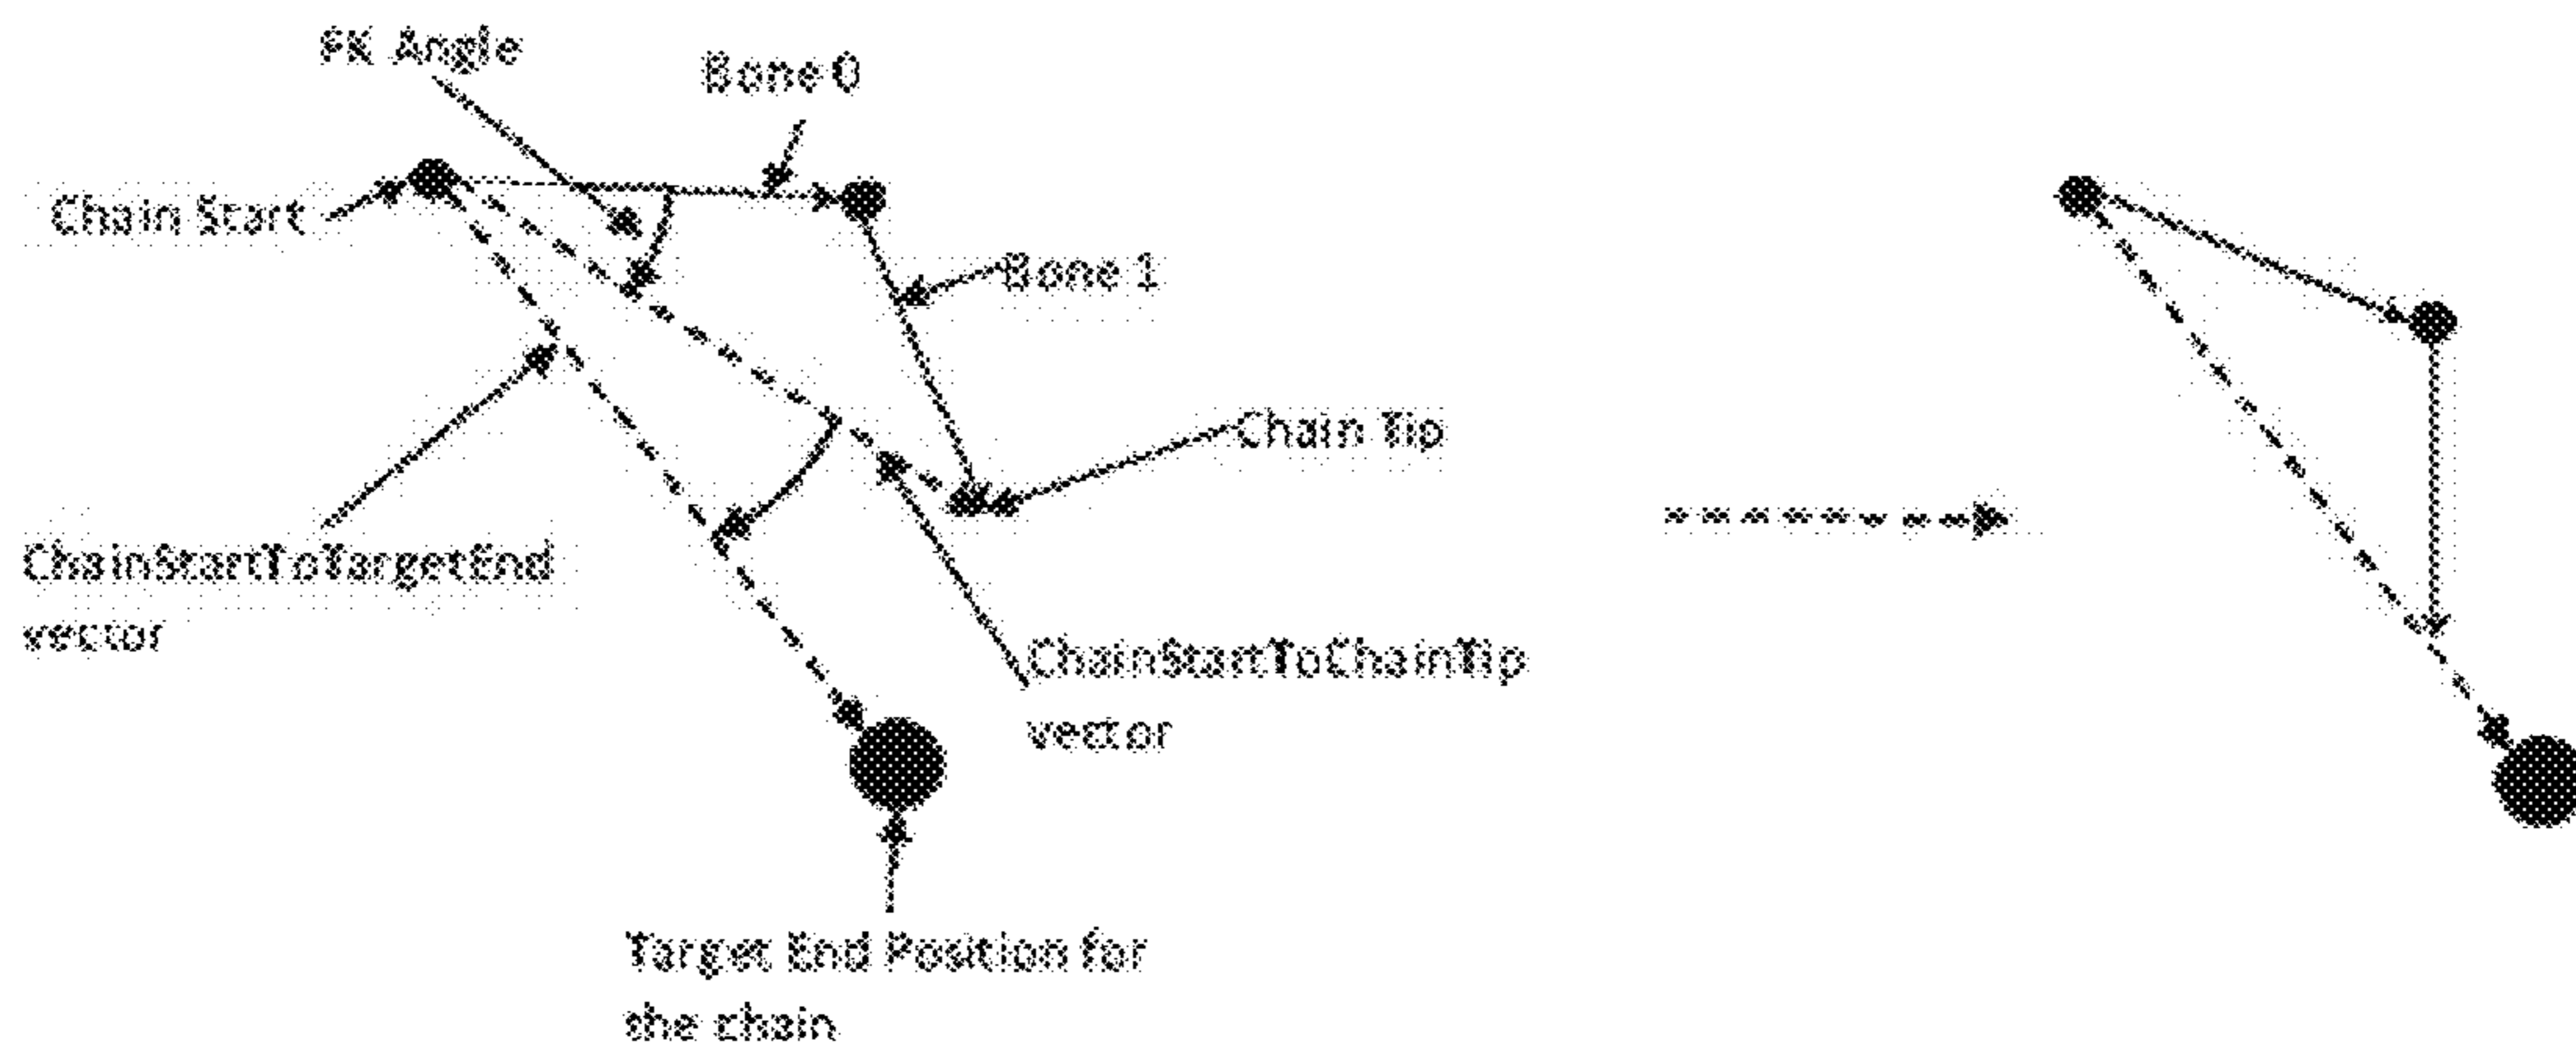 FK Angle
Bone 0
Chain Start
Bone 1
Chain Tip
ChainStartToTargetEnd
vector
ChainStartToChainTip
vector
Target End Position for
the chain